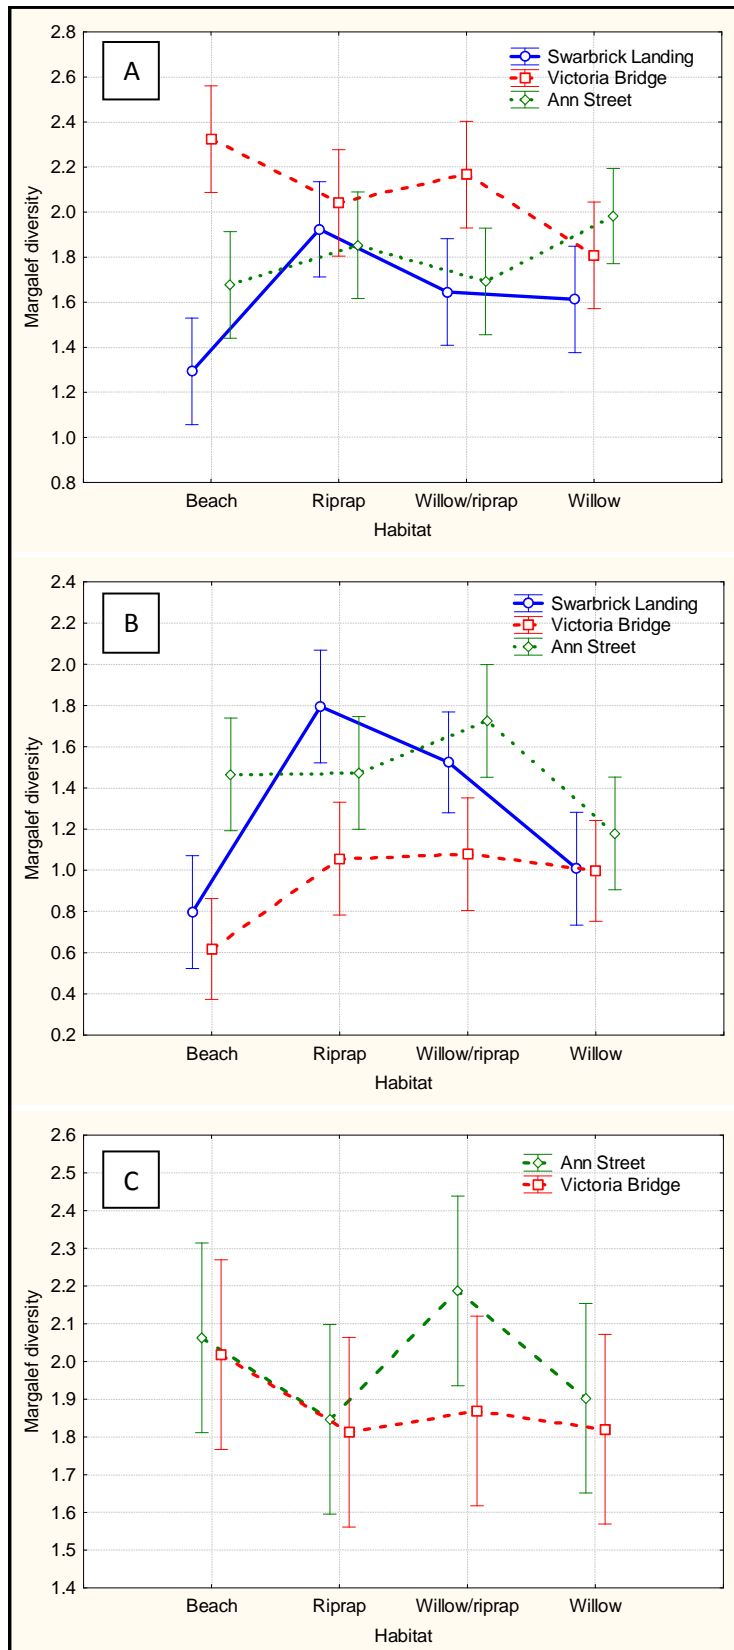 A
Swarbrick Landing
Victoria Bridge
Ann Street
Margalef diversity
2.8
2.6
2.4
2.2
2.0
1.8
1.6
1.4
1.2
1.0
0.8
Beach Riprap Willow/riprap Willow
Habitat
B
Swarbrick Landing
Victoria Bridge
Ann Street
Margalef diversity
2.4
2.2
2.0
1.8
1.6
1.4
1.2
1.0
0.8
0.6
0.4
0.2
Beach Riprap Willow/riprap Willow
Habitat
C
Ann Street
Victoria Bridge
Margalef diversity
2.6
2.5
2.4
2.3
2.2
2.1
2.0
1.9
1.8
1.7
1.6
1.5
1.4
Beach Riprap Willow/riprap Willow
Habitat